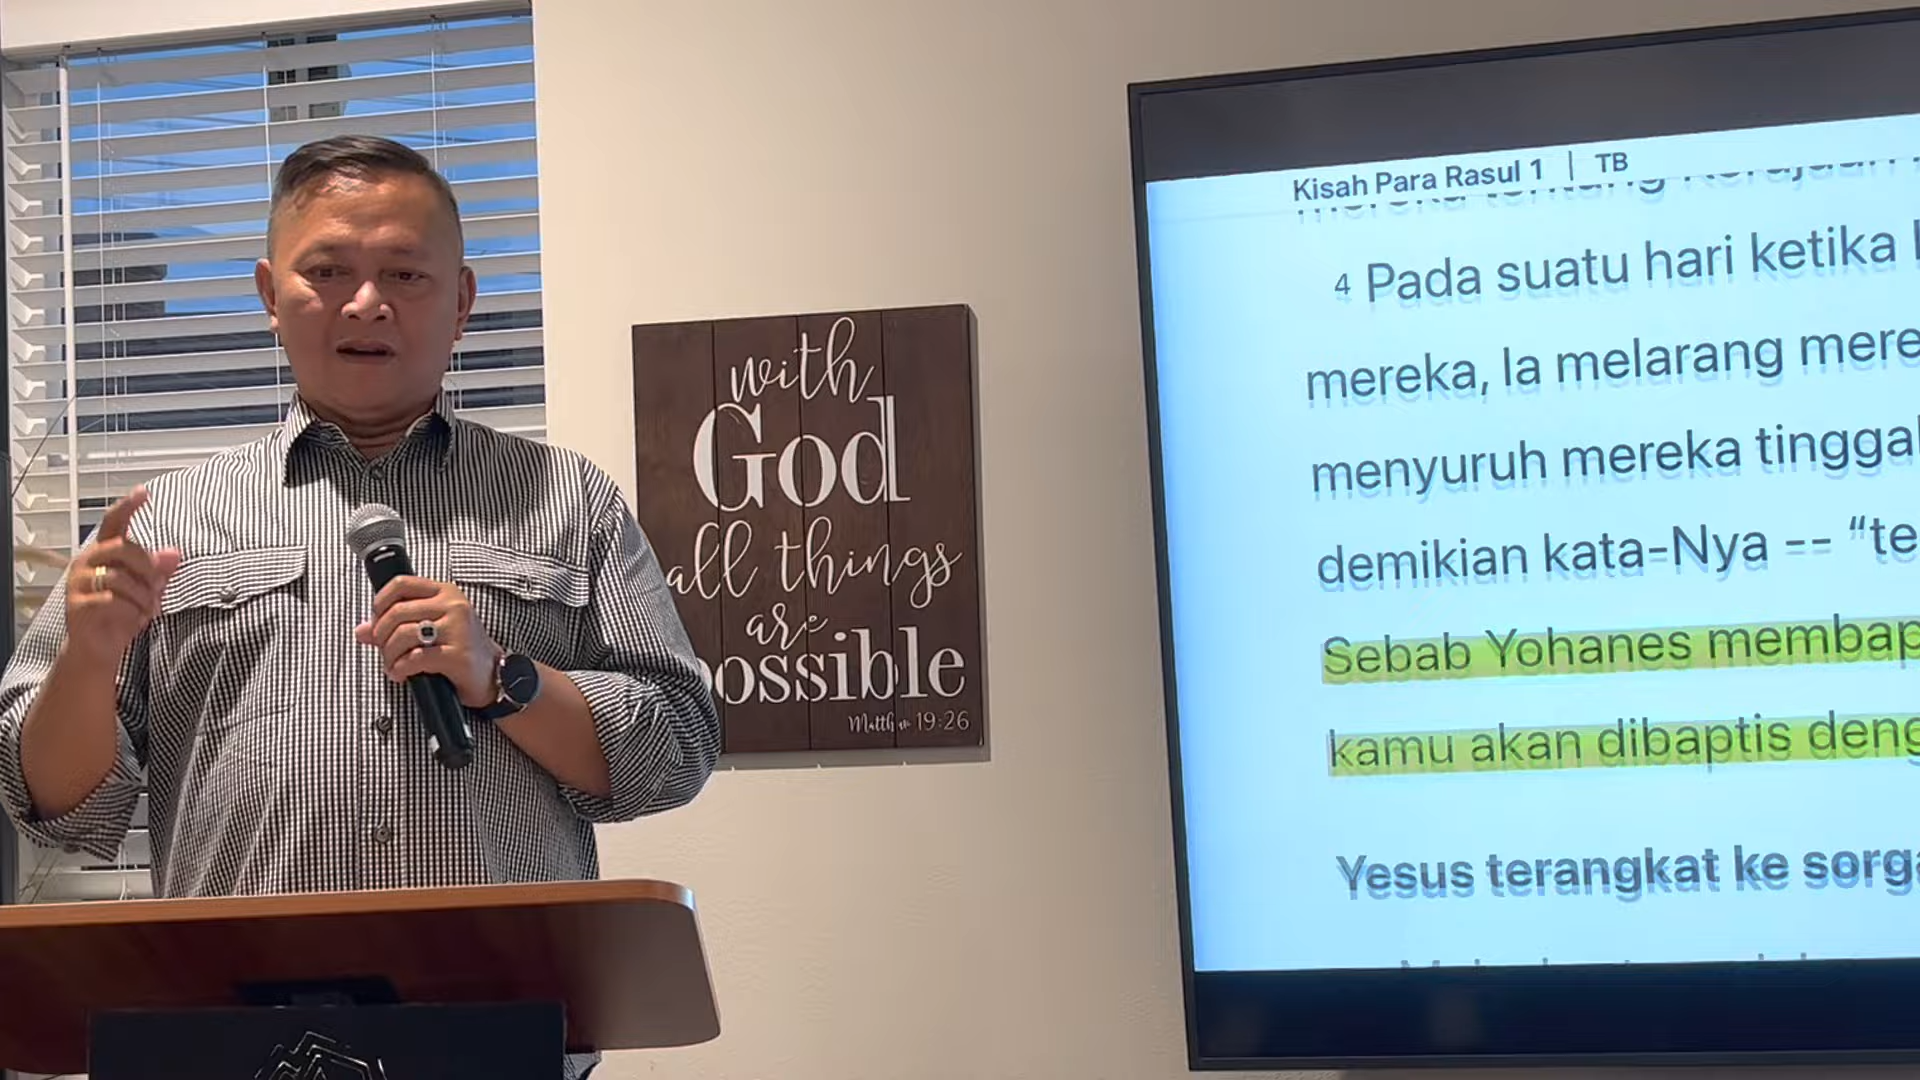 with
God
all things
are
possible
Matthew 19:26
Kisah Para Rasul 1 | TB
4 Pada suatu hari ketika
mereka, Ia melarang mere
menyuruh mereka tinggal
demikian kata-Nya -- “te
Sebab Yohanes membap
kamu akan dibaptis deng
Yesus terangkat ke sorga